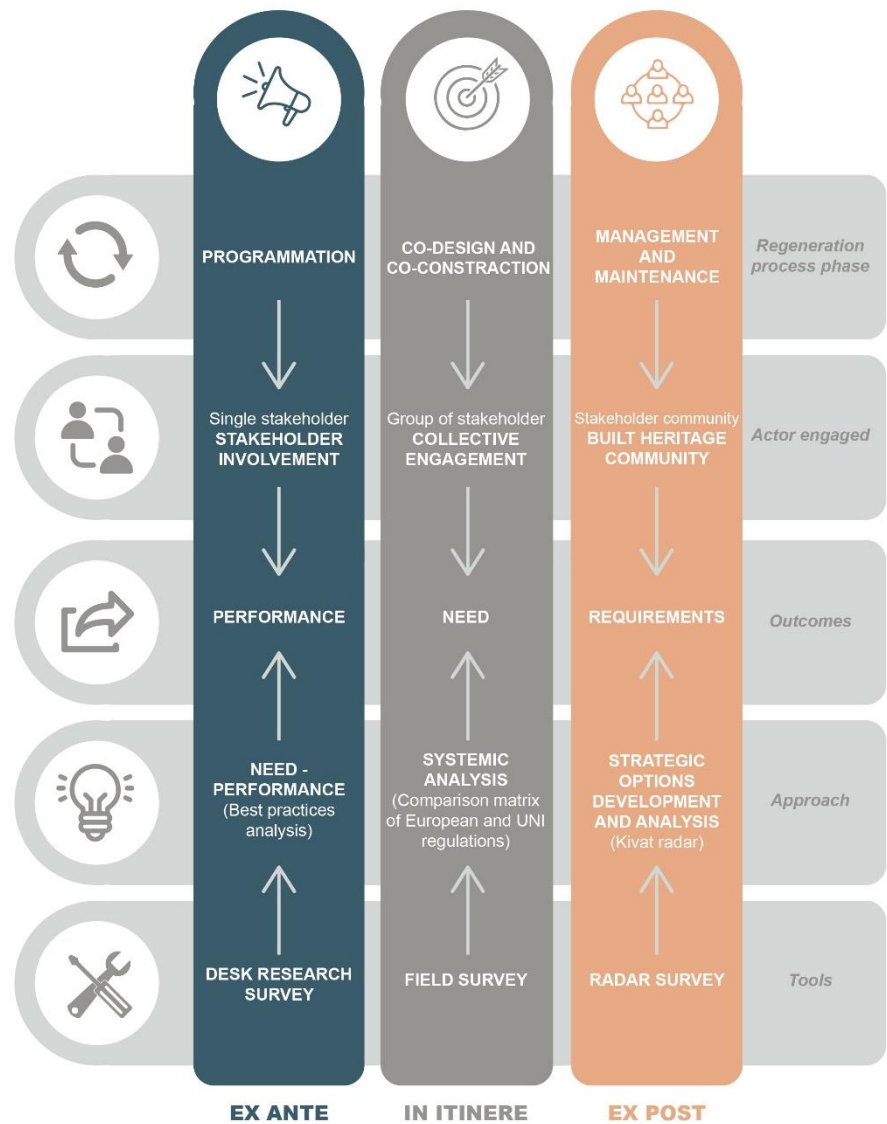 PROGRAMMATION
CO-DESIGN AND
CO-CONSTRACTION
MANAGEMENT
AND
MAINTENANCE
Regeneration
process phase
Single stakeholder
STAKEHOLDER
INVOLVEMENT
Group of stakeholder
COLLECTIVE
ENGAGEMENT
Stakeholder community
BUILT HERITAGE
COMMUNITY
Actor engaged
PERFORMANCE
NEED
REQUIREMENTS
Outcomes
NEED -
PERFORMANCE
(Best practices
analysis)
SYSTEMIC
ANALYSIS
(Comparison matrix
of European and UNI
regulations)
STRATEGIC
OPTIONS
DEVELOPMENT
AND ANALYSIS
(Kivat radar)
Approach
DESK RESEARCH
SURVEY
FIELD SURVEY
RADAR SURVEY
Tools
EX ANTE
IN ITINERE
EX POST